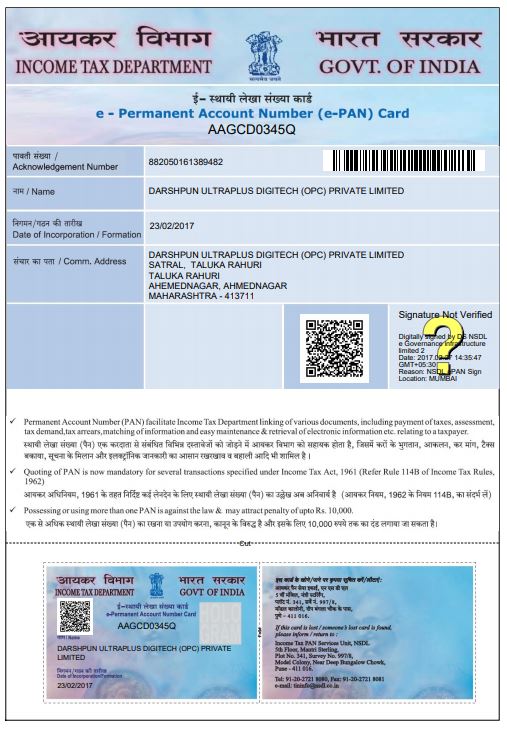 आयकर विभाग भारत सरकार
INCOME TAX DEPARTMENT GOVT. OF INDIA
सत्यमेव जयते
ई- स्थायी लेखा संख्या कार्ड
e - Permanent Account Number (e-PAN) Card
AAGCD0345Q
पावती संख्या /
Acknowledgement Number
882050161389482
नाम / Name
DARSHPUN ULTRAPLUS DIGITECH (OPC) PRIVATE LIMITED
निगमन/गठन की तारीख
Date of Incorporation / Formation
23/02/2017
संचार का पता / Comm. Address
DARSHPUN ULTRAPLUS DIGITECH (OPC) PRIVATE LIMITED
SATRAL, TALUKA RAHURI
TALUKA RAHURI
AHEMEDNAGAR, AHMEDNAGAR
MAHARASHTRA - 413711
Signature Not Verified
Digitally signed by DS NSDL
e Governance Infrastructure
limited 2
Date: 2017. 14:35:47
GMT+05:30
Reason: NSDL ePAN Sign
Location: MUMBAI
✓ Permanent Account Number (PAN) facilitate Income Tax Department linking of various documents, including payment of taxes, assessment,
tax demand,tax arrears, matching of information and easy maintenance & retrieval of electronic information etc. relating to a taxpayer.
स्थायी लेखा संख्या (पैन) एक करदाता से संबंधित विभिन्न दस्तावेजों को जोड़ने में आयकर विभाग को सहायक होता है, जिसमें करों के भुगतान, आकलन, कर मांग, टैक्स
बकाया, सूचना के मिलान और इलक्ट्रॉनिक जानकारी का आसान रखरखाव व बहाली आदि भी शामिल है।
✓ Quoting of PAN is now mandatory for several transactions specified under Income Tax Act, 1961 (Refer Rule 114B of Income Tax Rules,
1962)
आयकर अधिनियम, 1961 के तहत निर्दिष्ट कई लेनदेन के लिए स्थायी लेखा संख्या (पैन) का उल्लेख अब अनिवार्य है (आयकर नियम, 1962 के नियम 114B, का संदर्भ लें)
✓ Possessing or using more than one PAN is against the law & may attract penalty of upto Rs. 10,000.
एक से अधिक स्थायी लेखा संख्या (पैन) का रखना या उपयोग करना, कानून के विरुद्ध है और इसके लिए 10,000 रुपये तक का दंड लगाया जा सकता है।
Cut
आयकर विभाग भारत सरकार
INCOME TAX DEPARTMENT GOVT. OF INDIA
ई- स्थायी लेखा संख्या कार्ड
e-Permanent Account Number Card
AAGCD0345Q
नाम / Name
DARSHPUN ULTRAPLUS DIGITECH (OPC) PRIVATE
LIMITED
निगमन/गठन की तारीख
Date of Incorporation/Formation
23/02/2017
इस कार्ड के खोने/पाने पर कृपया सूचित करें/लौटाएं:
आयकर पैन सेवा इकाई, एन एस डी एल
5 वीं मंजिल, मंत्री स्टर्लिंग,
प्लॉट नं. 341, सर्वे नं. 997/8,
मॉडल कालोनी, दीप बंगला चौक के पास,
पुणे - 411 016.
If this card is lost / someone's lost card is found,
please inform / return to :
Income Tax PAN Services Unit, NSDL
5th Floor, Mantri Sterling,
Plot No. 341, Survey No. 997/8,
Model Colony, Near Deep Bungalow Chowk,
Pune - 411 016.
Tel: 91-20-2721 8080, Fax: 91-20-2721 8081
e-mail: tininfo@nsdl.co.in